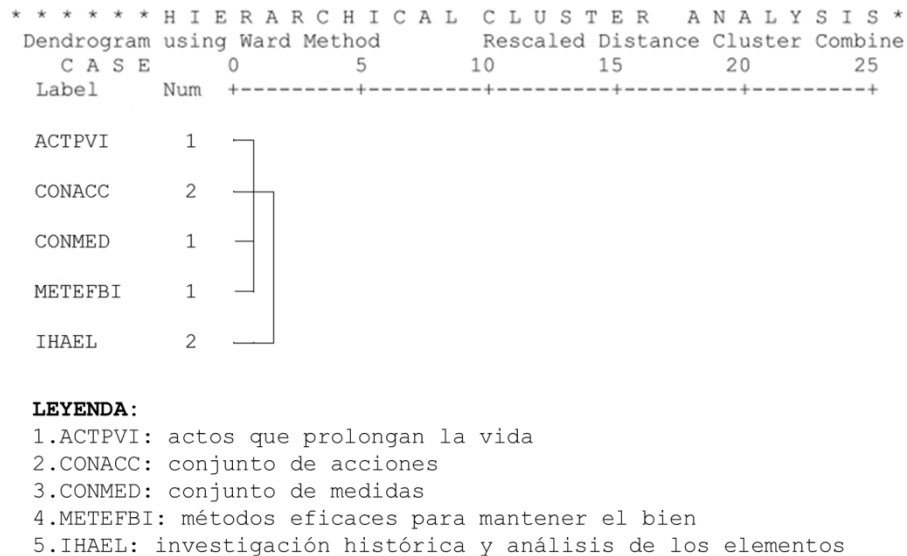 * * * * * * H I E R A R C H I C A L C L U S T E R A N A L Y S I S *
Dendrogram using Ward Method Rescaled Distance Cluster Combine
C A S E 0 5 10 15 20 25
Label Num +---------+---------+---------+---------+---------+
ACTPVI 1
CONACC 2
CONMED 1
METEFBI 1
IHAEL 2
LEYENDA:
1.ACTPVI: actos que prolongan la vida
2.CONACC: conjunto de acciones
3.CONMED: conjunto de medidas
4.METEFBI: métodos eficaces para mantener el bien
5.IHAEL: investigación histórica y análisis de los elementos